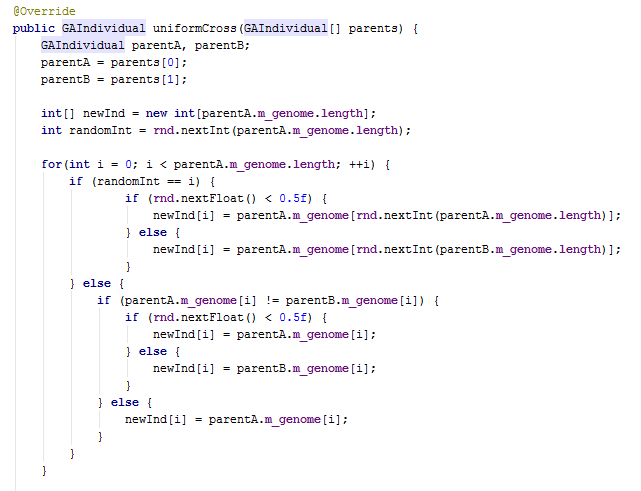 @Override
public GAIndividual uniformCross(GAIndividual[] parents) {
    GAIndividual parentA, parentB;
    parentA = parents[0];
    parentB = parents[1];

    int[] newInd = new int[parentA.m_genome.length];
    int randomInt = rnd.nextInt(parentA.m_genome.length);

    for(int i = 0; i < parentA.m_genome.length; ++i) {
        if (randomInt == i) {
                if (rnd.nextFloat() < 0.5f) {
                    newInd[i] = parentA.m_genome[rnd.nextInt(parentA.m_genome.length)];
                } else {
                    newInd[i] = parentA.m_genome[rnd.nextInt(parentB.m_genome.length)];
                }
        } else {
            if (parentA.m_genome[i] != parentB.m_genome[i]) {
                if (rnd.nextFloat() < 0.5f) {
                    newInd[i] = parentA.m_genome[i];
                } else {
                    newInd[i] = parentB.m_genome[i];
                }
            } else {
                newInd[i] = parentA.m_genome[i];
            }
        }
    }